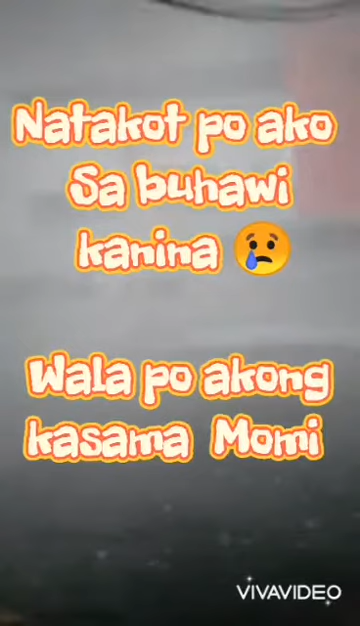 Natakot po ako
Sa buhawi
kanina 😢
Wala po akong
kasama Momi
VIVAVIDEO